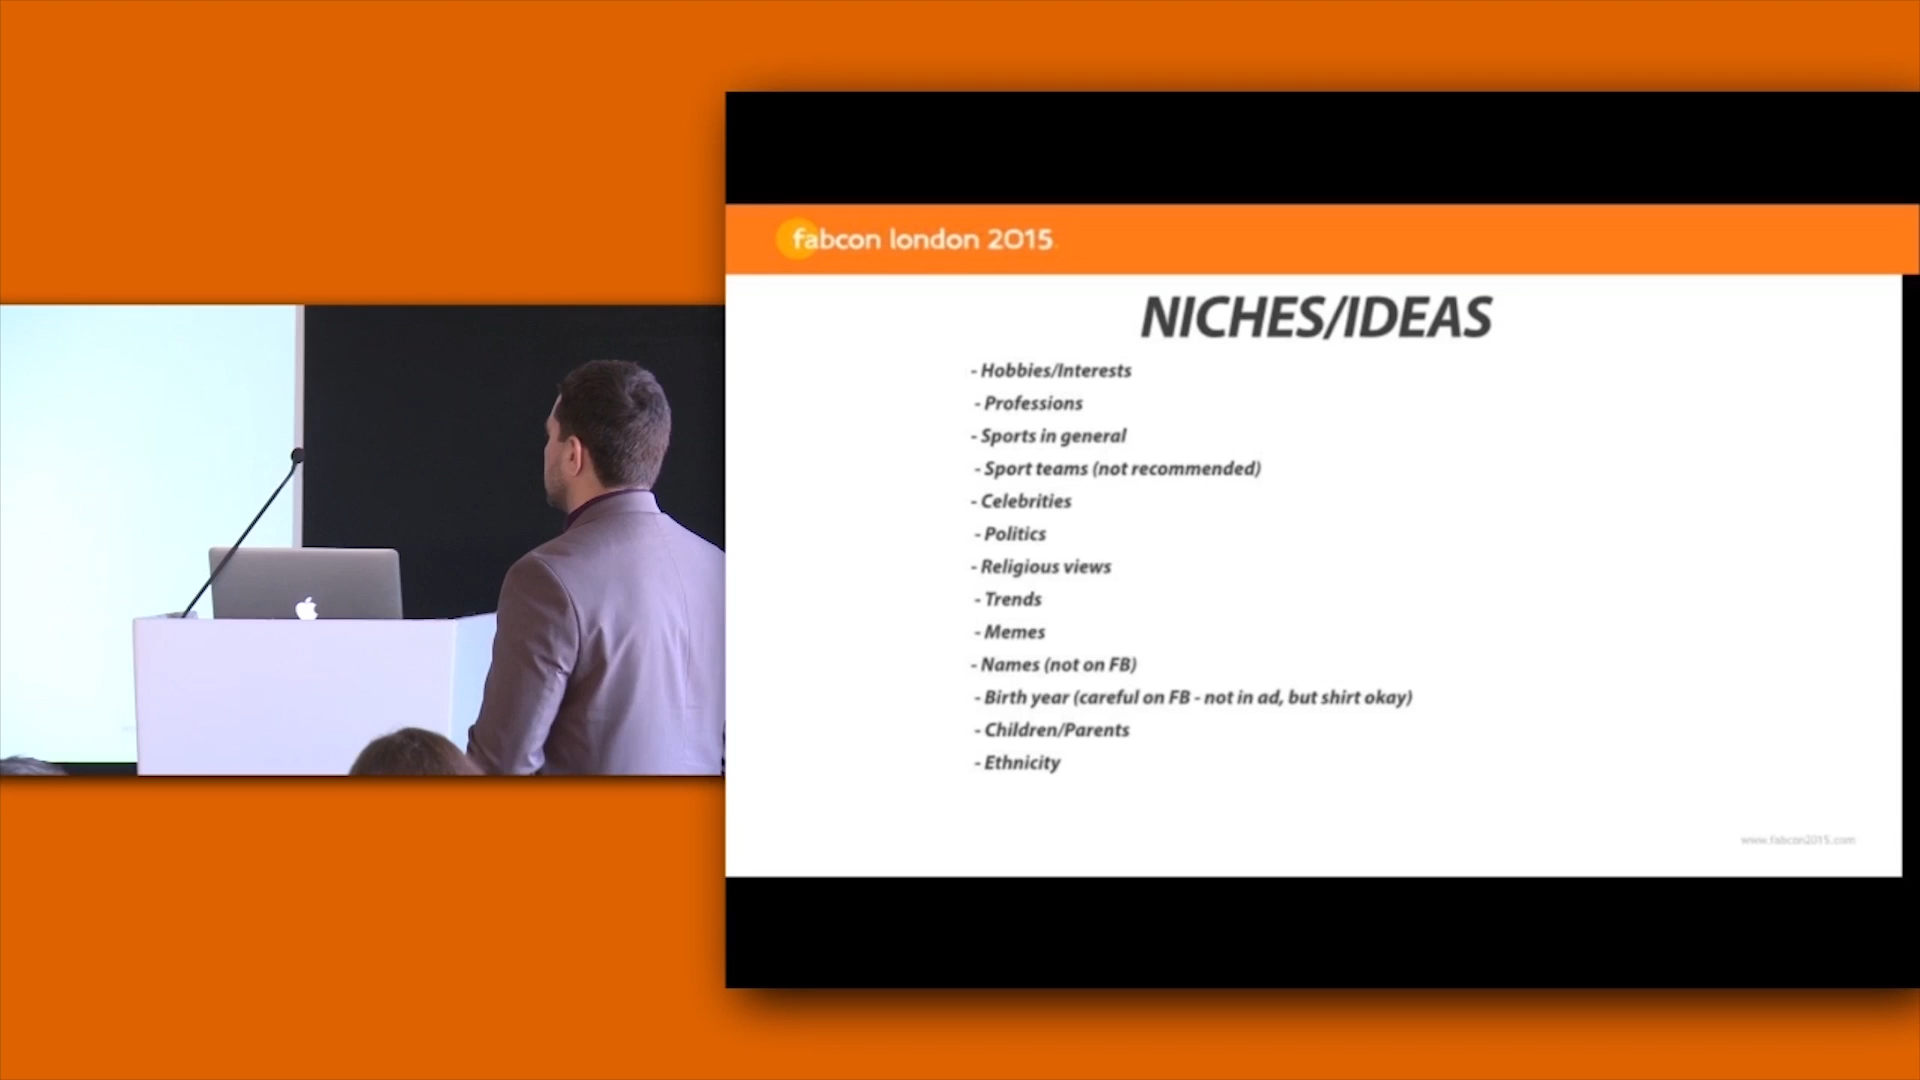 fabcon london 2015
NICHES/IDEAS
- Hobbies/Interests
- Professions
- Sports in general
- Sport teams (not recommended)
- Celebrities
- Politics
- Religious views
- Trends
- Memes
- Names (not on FB)
- Birth year (careful on FB - not in ad, but shirt okay)
- Children/Parents
- Ethnicity
www.fabcon2015.com